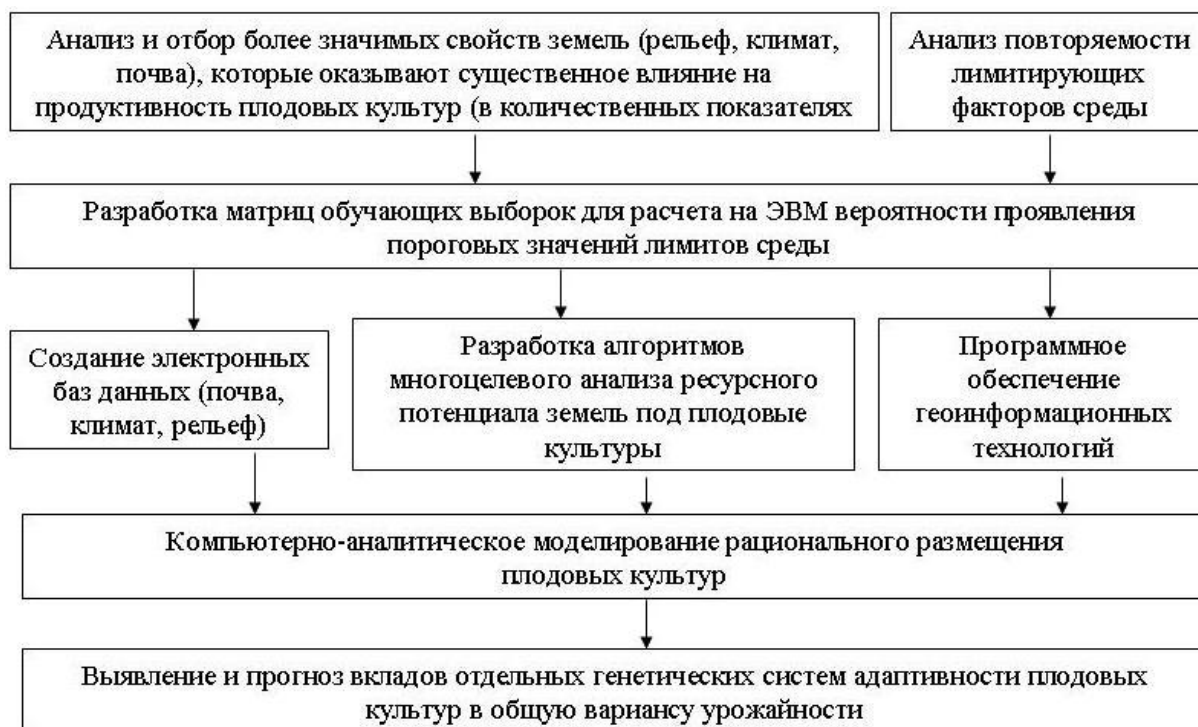 Анализ и отбор более значимых свойств земель (рельеф, климат,
почва), которые оказывают существенное влияние на
продуктивность плодовых культур (в количественных показателях
Анализ повторяемости
лимитирующих
факторов среды
Разработка матриц обучающих выборок для расчета на ЭВМ вероятности проявления
пороговых значений лимитов среды
Создание электронных
баз данных (почва,
климат, рельеф)
Разработка алгоритмов
многоцелевого анализа ресурсного
потенциала земель под плодовые
культуры
Программное
обеспечение
геоинформационных
технологий
Компьютерно-аналитическое моделирование рационального размещения
плодовых культур
Выявление и прогноз вкладов отдельных генетических систем адаптивности плодовых
культур в общую вариансу урожайности